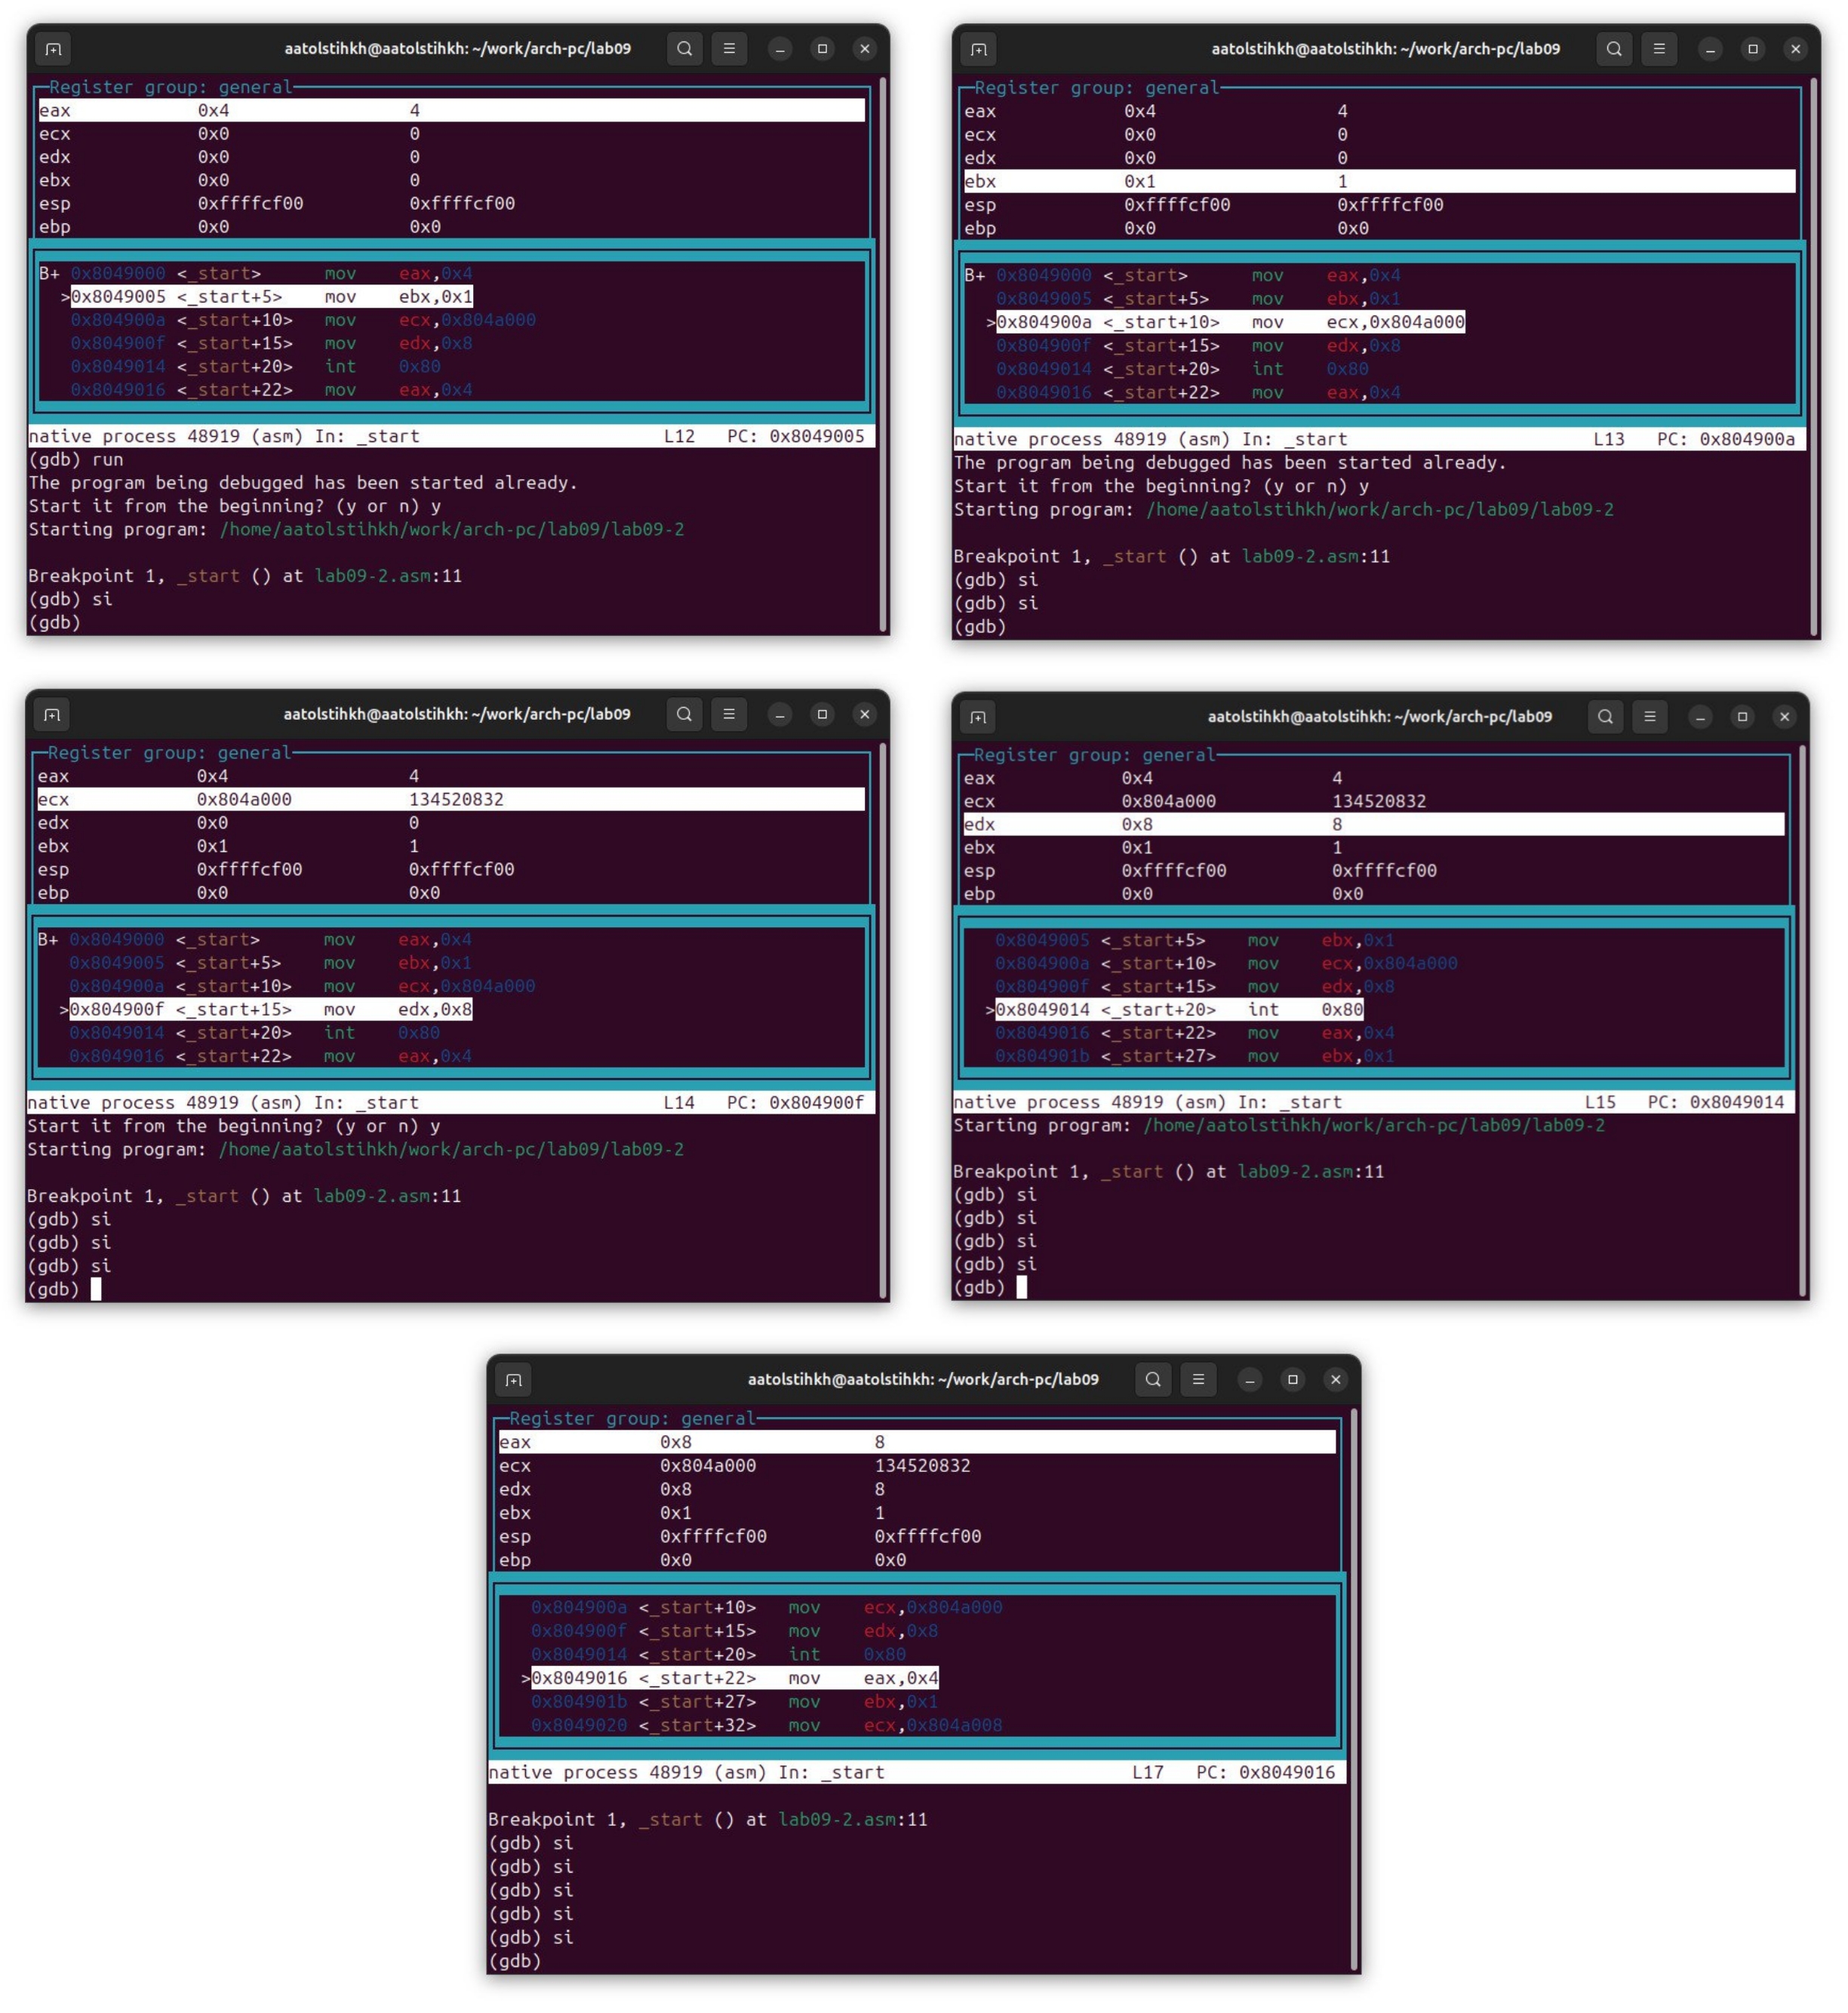 aatolstihkh@aatolstihkh: ~/work/arch-pc/lab09
Register group: general
eax 0x4 4
ecx 0x0 0
edx 0x0 0
ebx 0x0 0
esp 0xffffcf00 0xffffcf00
ebp 0x0 0x0
B+ 0x8049000 <_start> mov eax,0x4
>0x8049005 <_start+5> mov ebx,0x1
0x804900a <_start+10> mov ecx,0x804a000
0x804900f <_start+15> mov edx,0x8
0x8049014 <_start+20> int 0x80
0x8049016 <_start+22> mov eax,0x4
native process 48919 (asm) In: _start L12 PC: 0x8049005
(gdb) run
The program being debugged has been started already.
Start it from the beginning? (y or n) y
Starting program: /home/aatolstihkh/work/arch-pc/lab09/lab09-2
Breakpoint 1, _start () at lab09-2.asm:11
(gdb) si
(gdb)
aatolstihkh@aatolstihkh: ~/work/arch-pc/lab09
Register group: general
eax 0x4 4
ecx 0x0 0
edx 0x0 0
ebx 0x1 1
esp 0xffffcf00 0xffffcf00
ebp 0x0 0x0
B+ 0x8049000 <_start> mov eax,0x4
0x8049005 <_start+5> mov ebx,0x1
>0x804900a <_start+10> mov ecx,0x804a000
0x804900f <_start+15> mov edx,0x8
0x8049014 <_start+20> int 0x80
0x8049016 <_start+22> mov eax,0x4
native process 48919 (asm) In: _start L13 PC: 0x804900a
The program being debugged has been started already.
Start it from the beginning? (y or n) y
Starting program: /home/aatolstihkh/work/arch-pc/lab09/lab09-2
Breakpoint 1, _start () at lab09-2.asm:11
(gdb) si
(gdb) si
(gdb)
aatolstihkh@aatolstihkh: ~/work/arch-pc/lab09
Register group: general
eax 0x4 4
ecx 0x804a000 134520832
edx 0x0 0
ebx 0x1 1
esp 0xffffcf00 0xffffcf00
ebp 0x0 0x0
B+ 0x8049000 <_start> mov eax,0x4
0x8049005 <_start+5> mov ebx,0x1
0x804900a <_start+10> mov ecx,0x804a000
>0x804900f <_start+15> mov edx,0x8
0x8049014 <_start+20> int 0x80
0x8049016 <_start+22> mov eax,0x4
native process 48919 (asm) In: _start L14 PC: 0x804900f
Start it from the beginning? (y or n) y
Starting program: /home/aatolstihkh/work/arch-pc/lab09/lab09-2
Breakpoint 1, _start () at lab09-2.asm:11
(gdb) si
(gdb) si
(gdb) si
(gdb)
aatolstihkh@aatolstihkh: ~/work/arch-pc/lab09
Register group: general
eax 0x4 4
ecx 0x804a000 134520832
edx 0x8 8
ebx 0x1 1
esp 0xffffcf00 0xffffcf00
ebp 0x0 0x0
0x8049005 <_start+5> mov ebx,0x1
0x804900a <_start+10> mov ecx,0x804a000
0x804900f <_start+15> mov edx,0x8
>0x8049014 <_start+20> int 0x80
0x8049016 <_start+22> mov eax,0x4
0x804901b <_start+27> mov ebx,0x1
native process 48919 (asm) In: _start L15 PC: 0x8049014
Starting program: /home/aatolstihkh/work/arch-pc/lab09/lab09-2
Breakpoint 1, _start () at lab09-2.asm:11
(gdb) si
(gdb) si
(gdb) si
(gdb) si
(gdb)
aatolstihkh@aatolstihkh: ~/work/arch-pc/lab09
Register group: general
eax 0x8 8
ecx 0x804a000 134520832
edx 0x8 8
ebx 0x1 1
esp 0xffffcf00 0xffffcf00
ebp 0x0 0x0
0x804900a <_start+10> mov ecx,0x804a000
0x804900f <_start+15> mov edx,0x8
0x8049014 <_start+20> int 0x80
>0x8049016 <_start+22> mov eax,0x4
0x804901b <_start+27> mov ebx,0x1
0x8049020 <_start+32> mov ecx,0x804a008
native process 48919 (asm) In: _start L17 PC: 0x8049016
Breakpoint 1, _start () at lab09-2.asm:11
(gdb) si
(gdb) si
(gdb) si
(gdb) si
(gdb) si
(gdb)